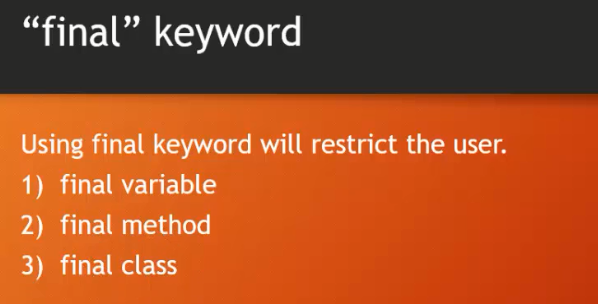 “final” keyword
Using final keyword will restrict the user.
1) final variable
2) final method
3) final class